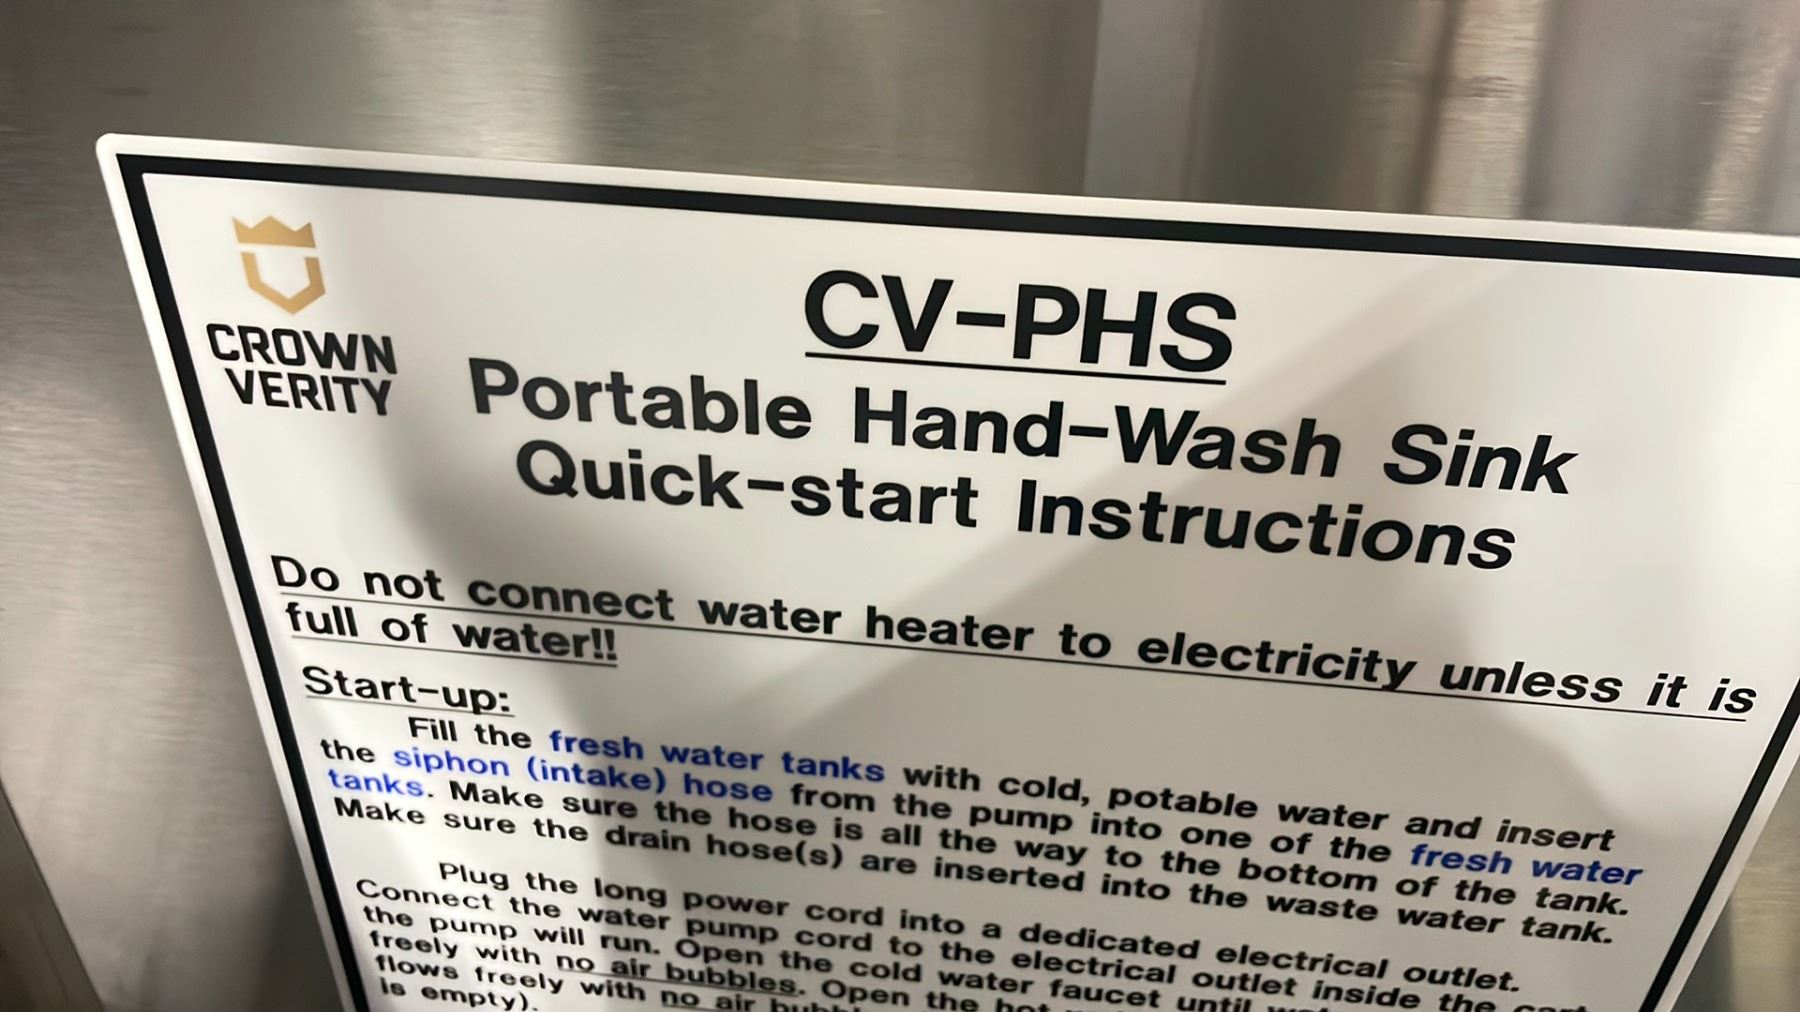 CROWN
VERITY
CV-PHS
Portable Hand-Wash Sink
Quick-start Instructions
Do not connect water heater to electricity unless it is
full of water!!
Start-up:
Fill the fresh water tanks with cold, potable water and insert
the siphon (intake) hose from the pump into one of the fresh water
tanks. Make sure the hose is all the way to the bottom of the tank.
Make sure the drain hose(s) are inserted into the waste water tank.
Plug the long power cord into a dedicated electrical outlet.
Connect the water pump cord to the electrical outlet inside the
the pump will run. Open the cold water faucet until
freely with no air bubbles. Open the hot
flows freely with no air
is empty).